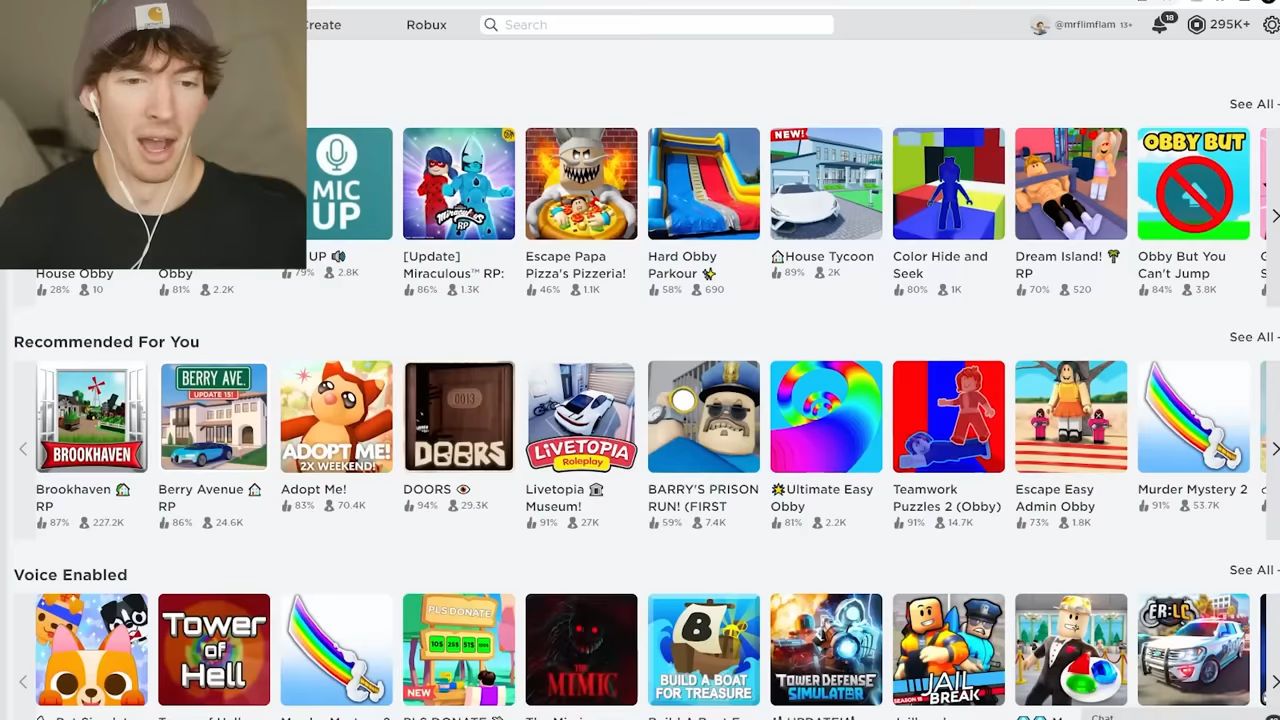 Create Robux Search @mrflimflam 13+ 18 295K+
See All
MIC UP
NEW!
OBBY BUT
Miraculous RP
House Obby
28% 10
Obby
81% 2.2K
UP
79% 2.8K
[Update] Miraculous™ RP:
86% 1.3K
Escape Papa Pizza's Pizzeria!
46% 1.1K
Hard Obby Parkour
58% 690
House Tycoon
89% 2K
Color Hide and Seek
80% 1K
Dream Island! RP
70% 520
Obby But You Can't Jump
84% 3.8K
Recommended For You See All
BROOKHAVEN
BERRY AVE.
UPDATE 15!
ADOPT ME!
2X WEEKEND!
0013
DOORS
LIVETOPIA
Roleplay
Brookhaven RP
87% 227.2K
Berry Avenue RP
86% 24.6K
Adopt Me!
83% 70.4K
DOORS
94% 29.3K
Livetopia Museum!
91% 27K
BARRY'S PRISON RUN! (FIRST
59% 7.4K
Ultimate Easy Obby
81% 2.2K
Teamwork Puzzles 2 (Obby)
91% 14.7K
Escape Easy Admin Obby
73% 1.8K
Murder Mystery 2
91% 53.7K
Voice Enabled See All
Tower of Hell
PLS DONATE
NEW
THE MIMIC
B
BUILD A BOAT FOR TREASURE
TOWER DEFENSE SIMULATOR
JAILBREAK
ER:LC
Chat